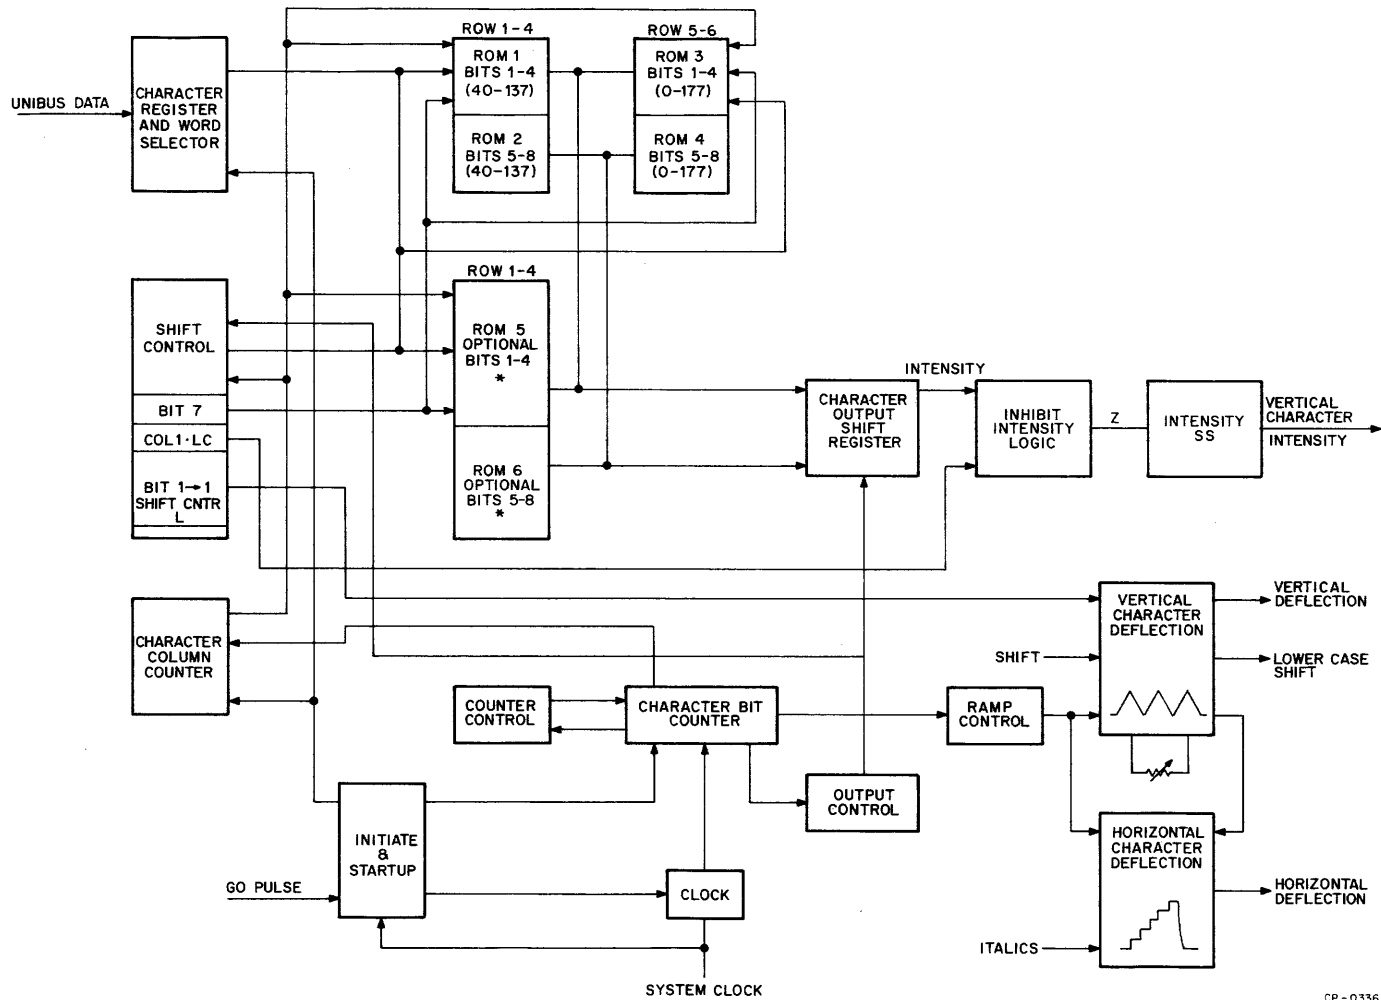 ROW 1-4
ROW 5-6
CHARACTER
REGISTER
AND WORD
SELECTOR
UNIBUS DATA
ROM 1
BITS 1-4
(40-137)
ROM 2
BITS 5-8
(40-137)
ROM 3
BITS 1-4
(0-177)
ROM 4
BITS 5-8
(0-177)
ROW 1-4
SHIFT
CONTROL
BIT 7
COL1·LC
BIT 1→1
SHIFT CNTR
L
ROM 5
OPTIONAL
BITS 1-4
*
ROM 6
OPTIONAL
BITS 5-8
*
CHARACTER
OUTPUT
SHIFT
REGISTER
INTENSITY
INHIBIT
INTENSITY
LOGIC
Z
INTENSITY
SS
VERTICAL
CHARACTER
INTENSITY
CHARACTER
COLUMN
COUNTER
COUNTER
CONTROL
CHARACTER BIT
COUNTER
RAMP
CONTROL
SHIFT
VERTICAL
CHARACTER
DEFLECTION
VERTICAL
DEFLECTION
LOWER CASE
SHIFT
INITIATE
&
STARTUP
GO PULSE
CLOCK
OUTPUT
CONTROL
HORIZONTAL
CHARACTER
DEFLECTION
HORIZONTAL
DEFLECTION
ITALICS
SYSTEM CLOCK
CP-0336